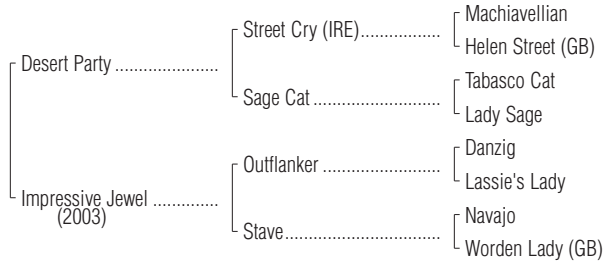 Machiavellian
Street Cry (IRE)..................
Helen Street (GB)
Desert Party .......................
Tabasco Cat
Sage Cat ............................
Lady Sage
Danzig
Outflanker ..........................
Lassie's Lady
Impressive Jewel ..............
(2003)
Navajo
Stave...................................
Worden Lady (GB)